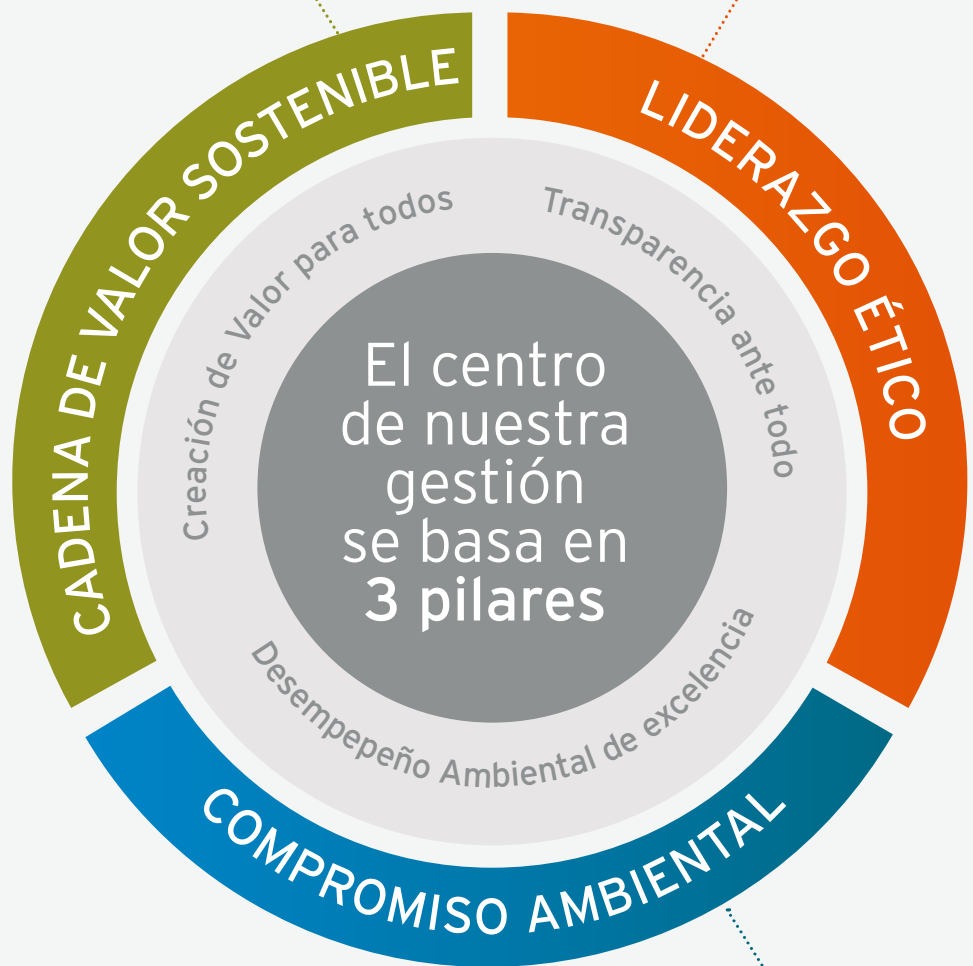 CADENA DE VALOR SOSTENIBLE
LIDERAZGO ÉTICO
Creación de Valor para todos
Transparencia ante todo
El centro
de nuestra
gestión
se basa en
3 pilares
Desempepeño Ambiental de excelencia
COMPROMISO AMBIENTAL